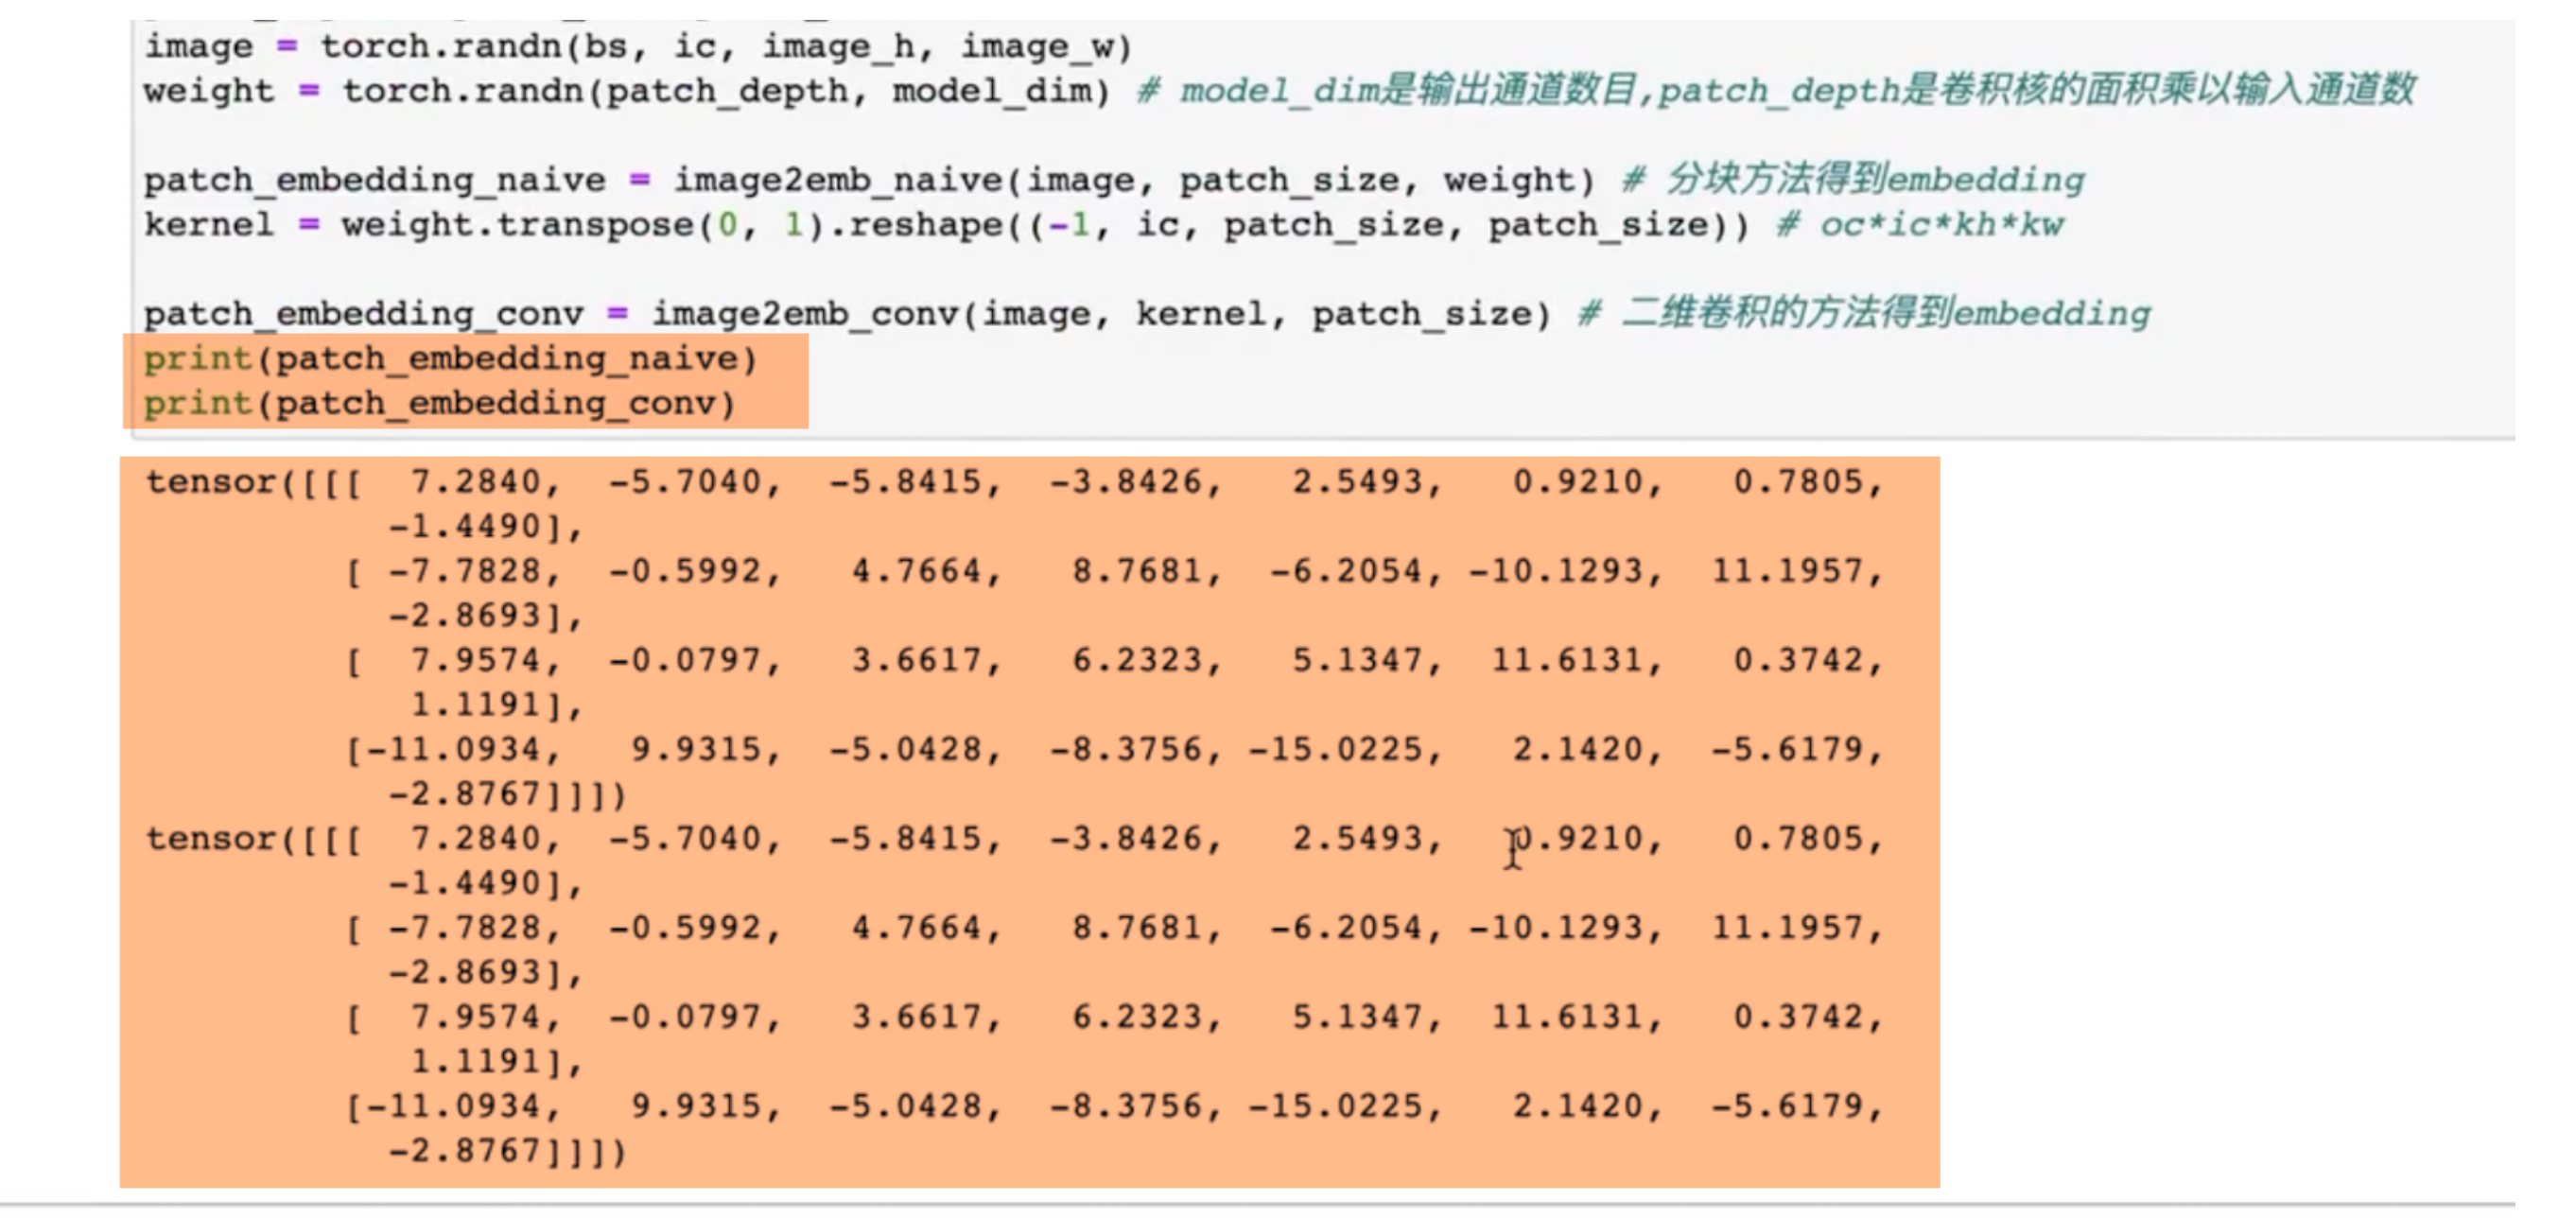 image = torch.randn(bs, ic, image_h, image_w)
weight = torch.randn(patch_depth, model_dim) # model_dim是输出通道数目,patch_depth是卷积核的面积乘以输入通道数
patch_embedding_naive = image2emb_naive(image, patch_size, weight) # 分块方法得到embedding
kernel = weight.transpose(0, 1).reshape((-1, ic, patch_size, patch_size)) # oc*ic*kh*kw
patch_embedding_conv = image2emb_conv(image, kernel, patch_size) # 二维卷积的方法得到embedding
print(patch_embedding_naive)
print(patch_embedding_conv)
tensor([[[ 7.2840, -5.7040, -5.8415, -3.8426, 2.5493, 0.9210, 0.7805,
-1.4490],
[ -7.7828, -0.5992, 4.7664, 8.7681, -6.2054, -10.1293, 11.1957,
-2.8693],
[ 7.9574, -0.0797, 3.6617, 6.2323, 5.1347, 11.6131, 0.3742,
1.1191],
[-11.0934, 9.9315, -5.0428, -8.3756, -15.0225, 2.1420, -5.6179,
-2.8767]]])
tensor([[[ 7.2840, -5.7040, -5.8415, -3.8426, 2.5493, 0.9210, 0.7805,
-1.4490],
[ -7.7828, -0.5992, 4.7664, 8.7681, -6.2054, -10.1293, 11.1957,
-2.8693],
[ 7.9574, -0.0797, 3.6617, 6.2323, 5.1347, 11.6131, 0.3742,
1.1191],
[-11.0934, 9.9315, -5.0428, -8.3756, -15.0225, 2.1420, -5.6179,
-2.8767]]])